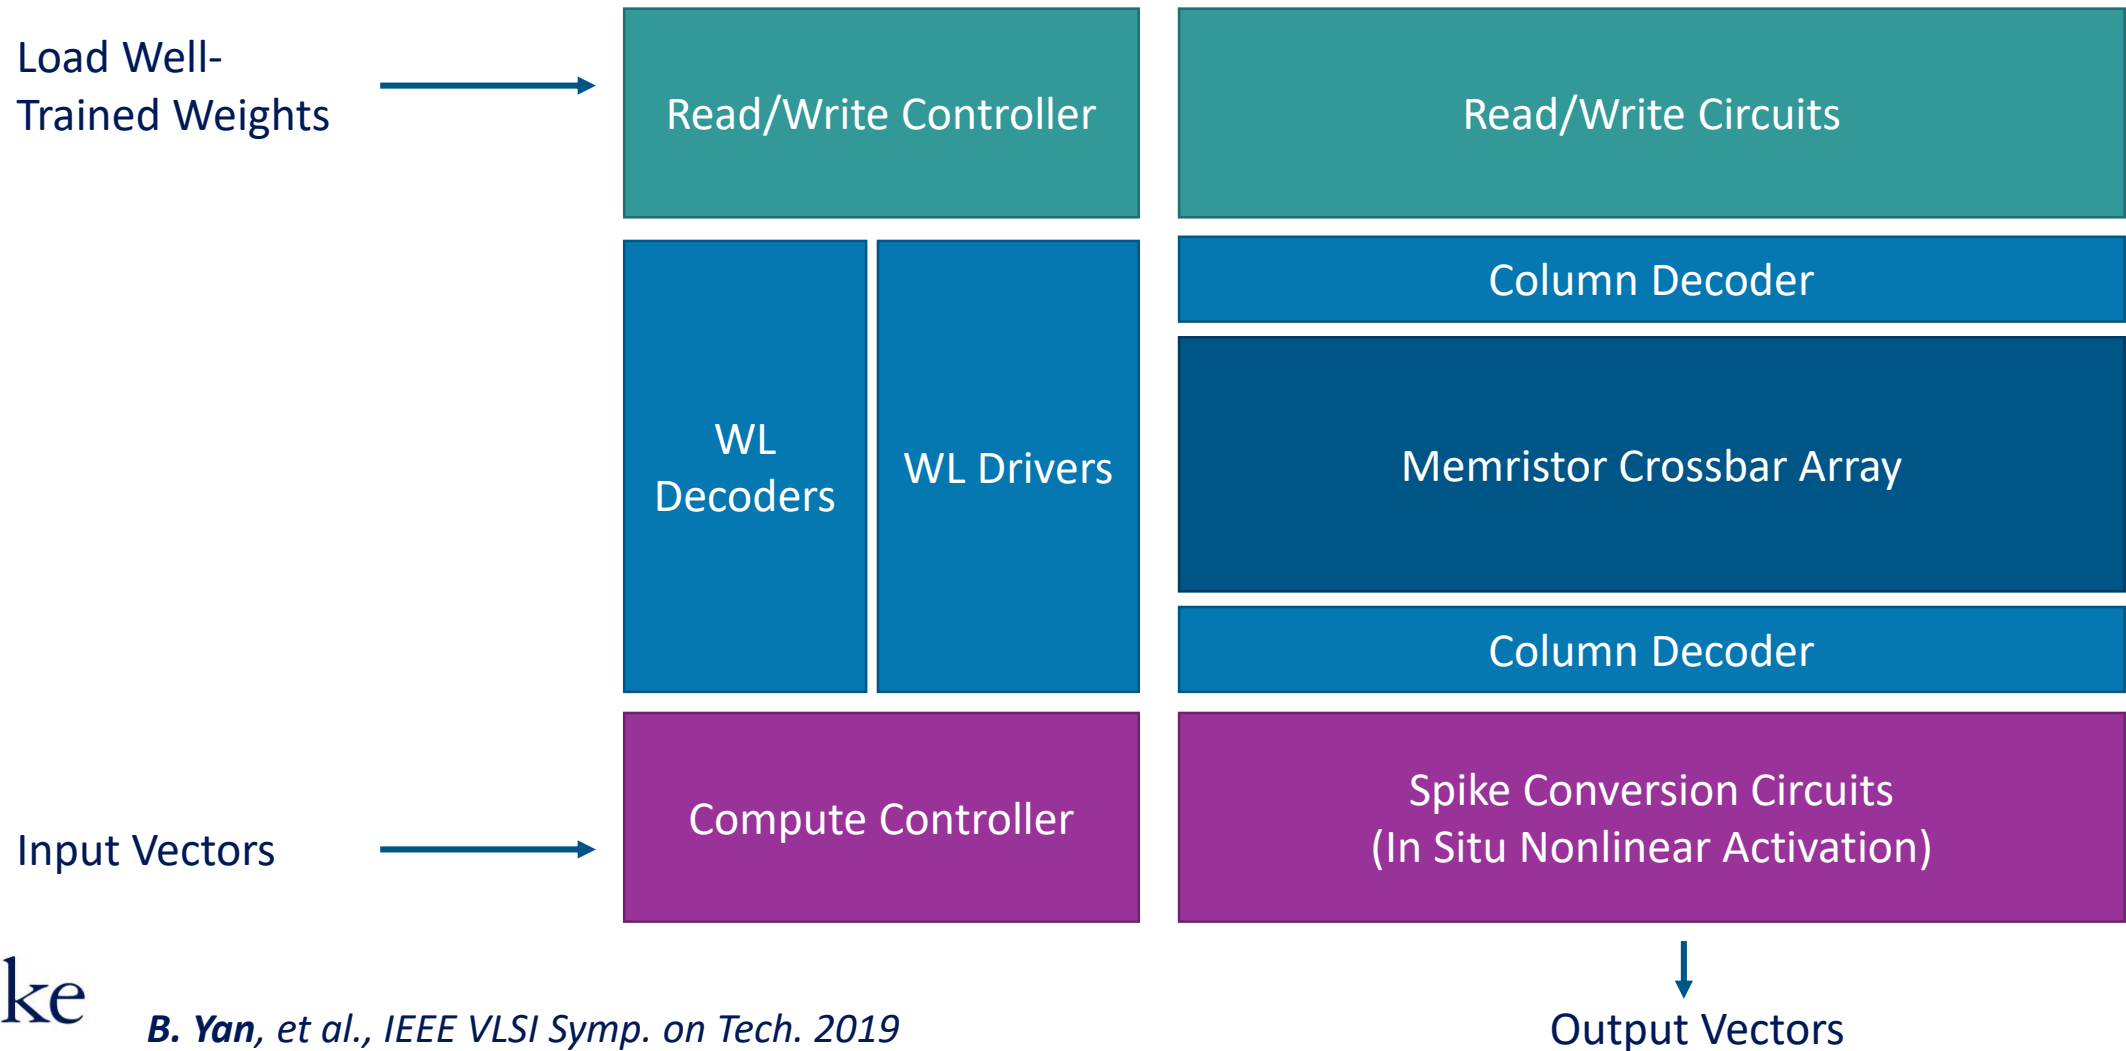 Load Well-
Trained Weights
Read/Write Controller
Read/Write Circuits
Column Decoder
WL
Decoders
WL Drivers
Memristor Crossbar Array
Column Decoder
Input Vectors
Compute Controller
Spike Conversion Circuits
(In Situ Nonlinear Activation)
ke
B. Yan, et al., IEEE VLSI Symp. on Tech. 2019
Output Vectors